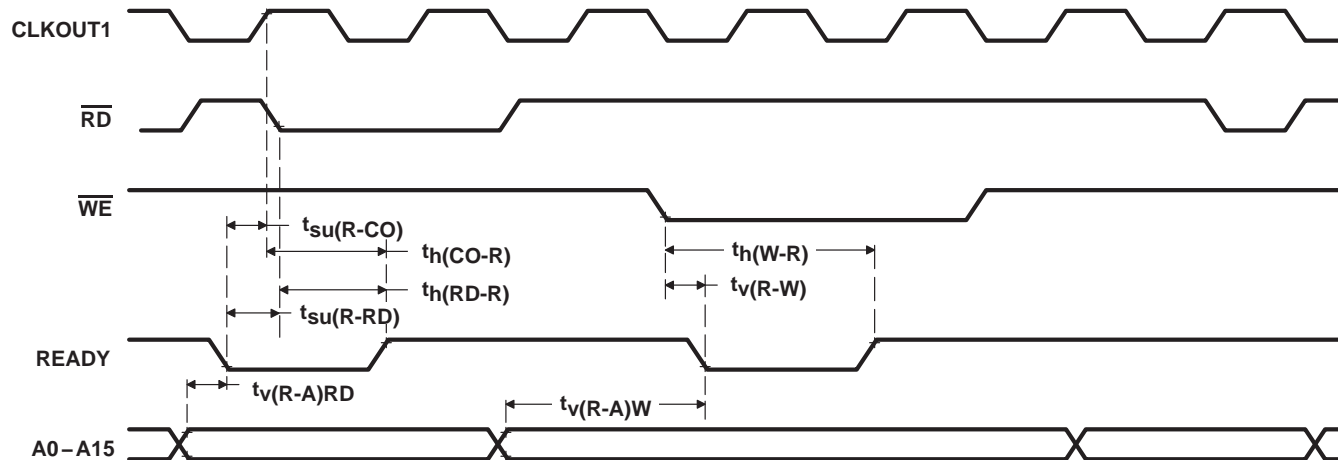 CLKOUT1
RD
WE
tsu(R-CO)
th(CO-R)
th(W-R)
th(RD-R)
tv(R-W)
tsu(R-RD)
READY
tv(R-A)RD
tv(R-A)W
A0–A15